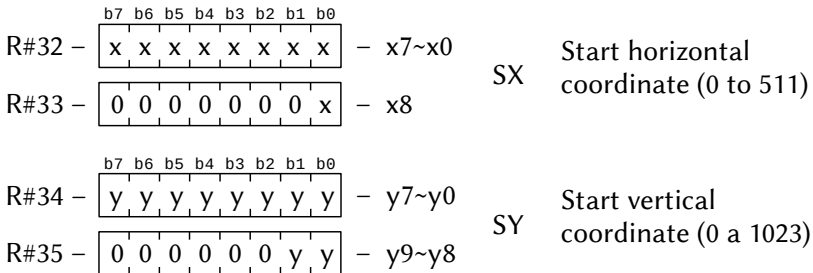 b7 b6 b5 b4 b3 b2 b1 b0
R#32 – x x x x x x x x – x7~x0
R#33 – 0 0 0 0 0 0 0 x – x8
SX
Start horizontal
coordinate (0 to 511)
b7 b6 b5 b4 b3 b2 b1 b0
R#34 – y y y y y y y y – y7~y0
R#35 – 0 0 0 0 0 0 y y – y9~y8
SY
Start vertical
coordinate (0 a 1023)